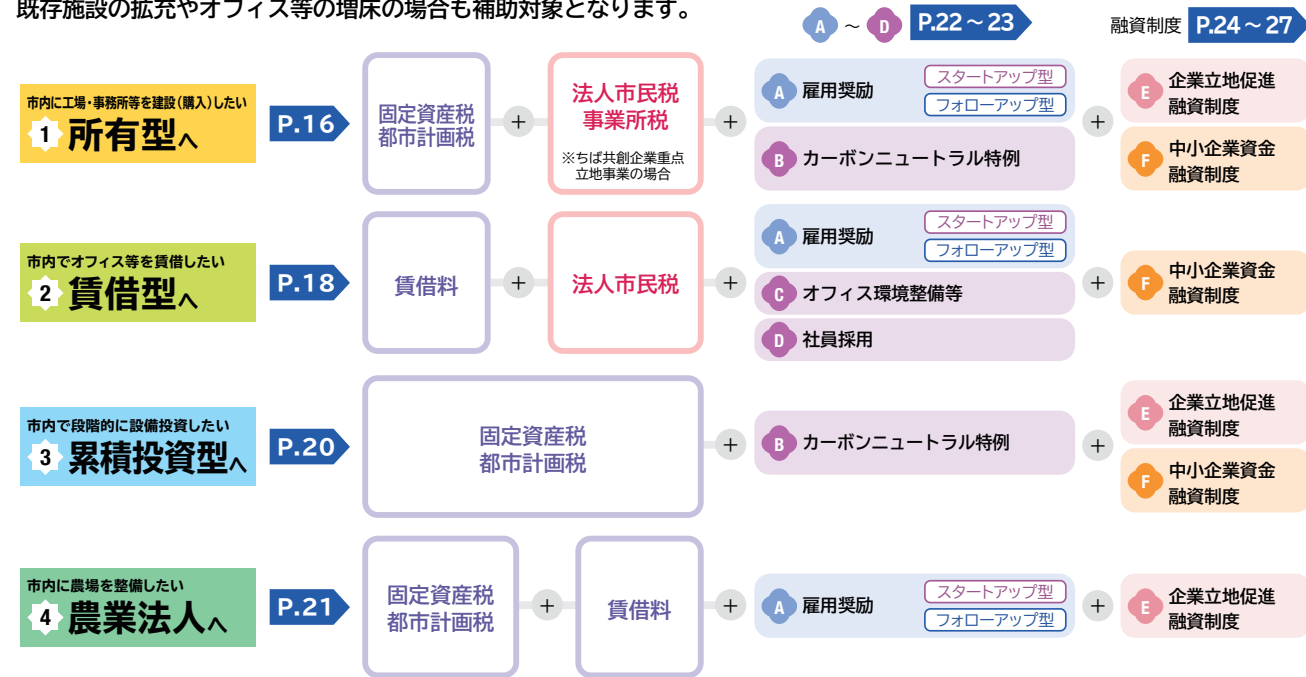 既存施設の拡充やオフィス等の増床の場合も補助対象となります。
A ～ D P.22～23
融資制度 P.24～27
市内に工場・事務所等を建設(購入)したい
1 所有型へ
P.16
固定資産税
都市計画税
+
法人市民税
事業所税
※ちば共創企業重点
立地事業の場合
+
A 雇用奨励
スタートアップ型
フォローアップ型
B カーボンニュートラル特例
+
E 企業立地促進
融資制度
F 中小企業資金
融資制度
市内でオフィス等を賃借したい
2 賃借型へ
P.18
賃借料
+
法人市民税
+
A 雇用奨励
スタートアップ型
フォローアップ型
C オフィス環境整備等
D 社員採用
+
F 中小企業資金
融資制度
市内で段階的に設備投資したい
3 累積投資型へ
P.20
固定資産税
都市計画税
+
B カーボンニュートラル特例
+
E 企業立地促進
融資制度
F 中小企業資金
融資制度
市内に農場を整備したい
4 農業法人へ
P.21
固定資産税
都市計画税
+
賃借料
+
A 雇用奨励
スタートアップ型
フォローアップ型
+
E 企業立地促進
融資制度